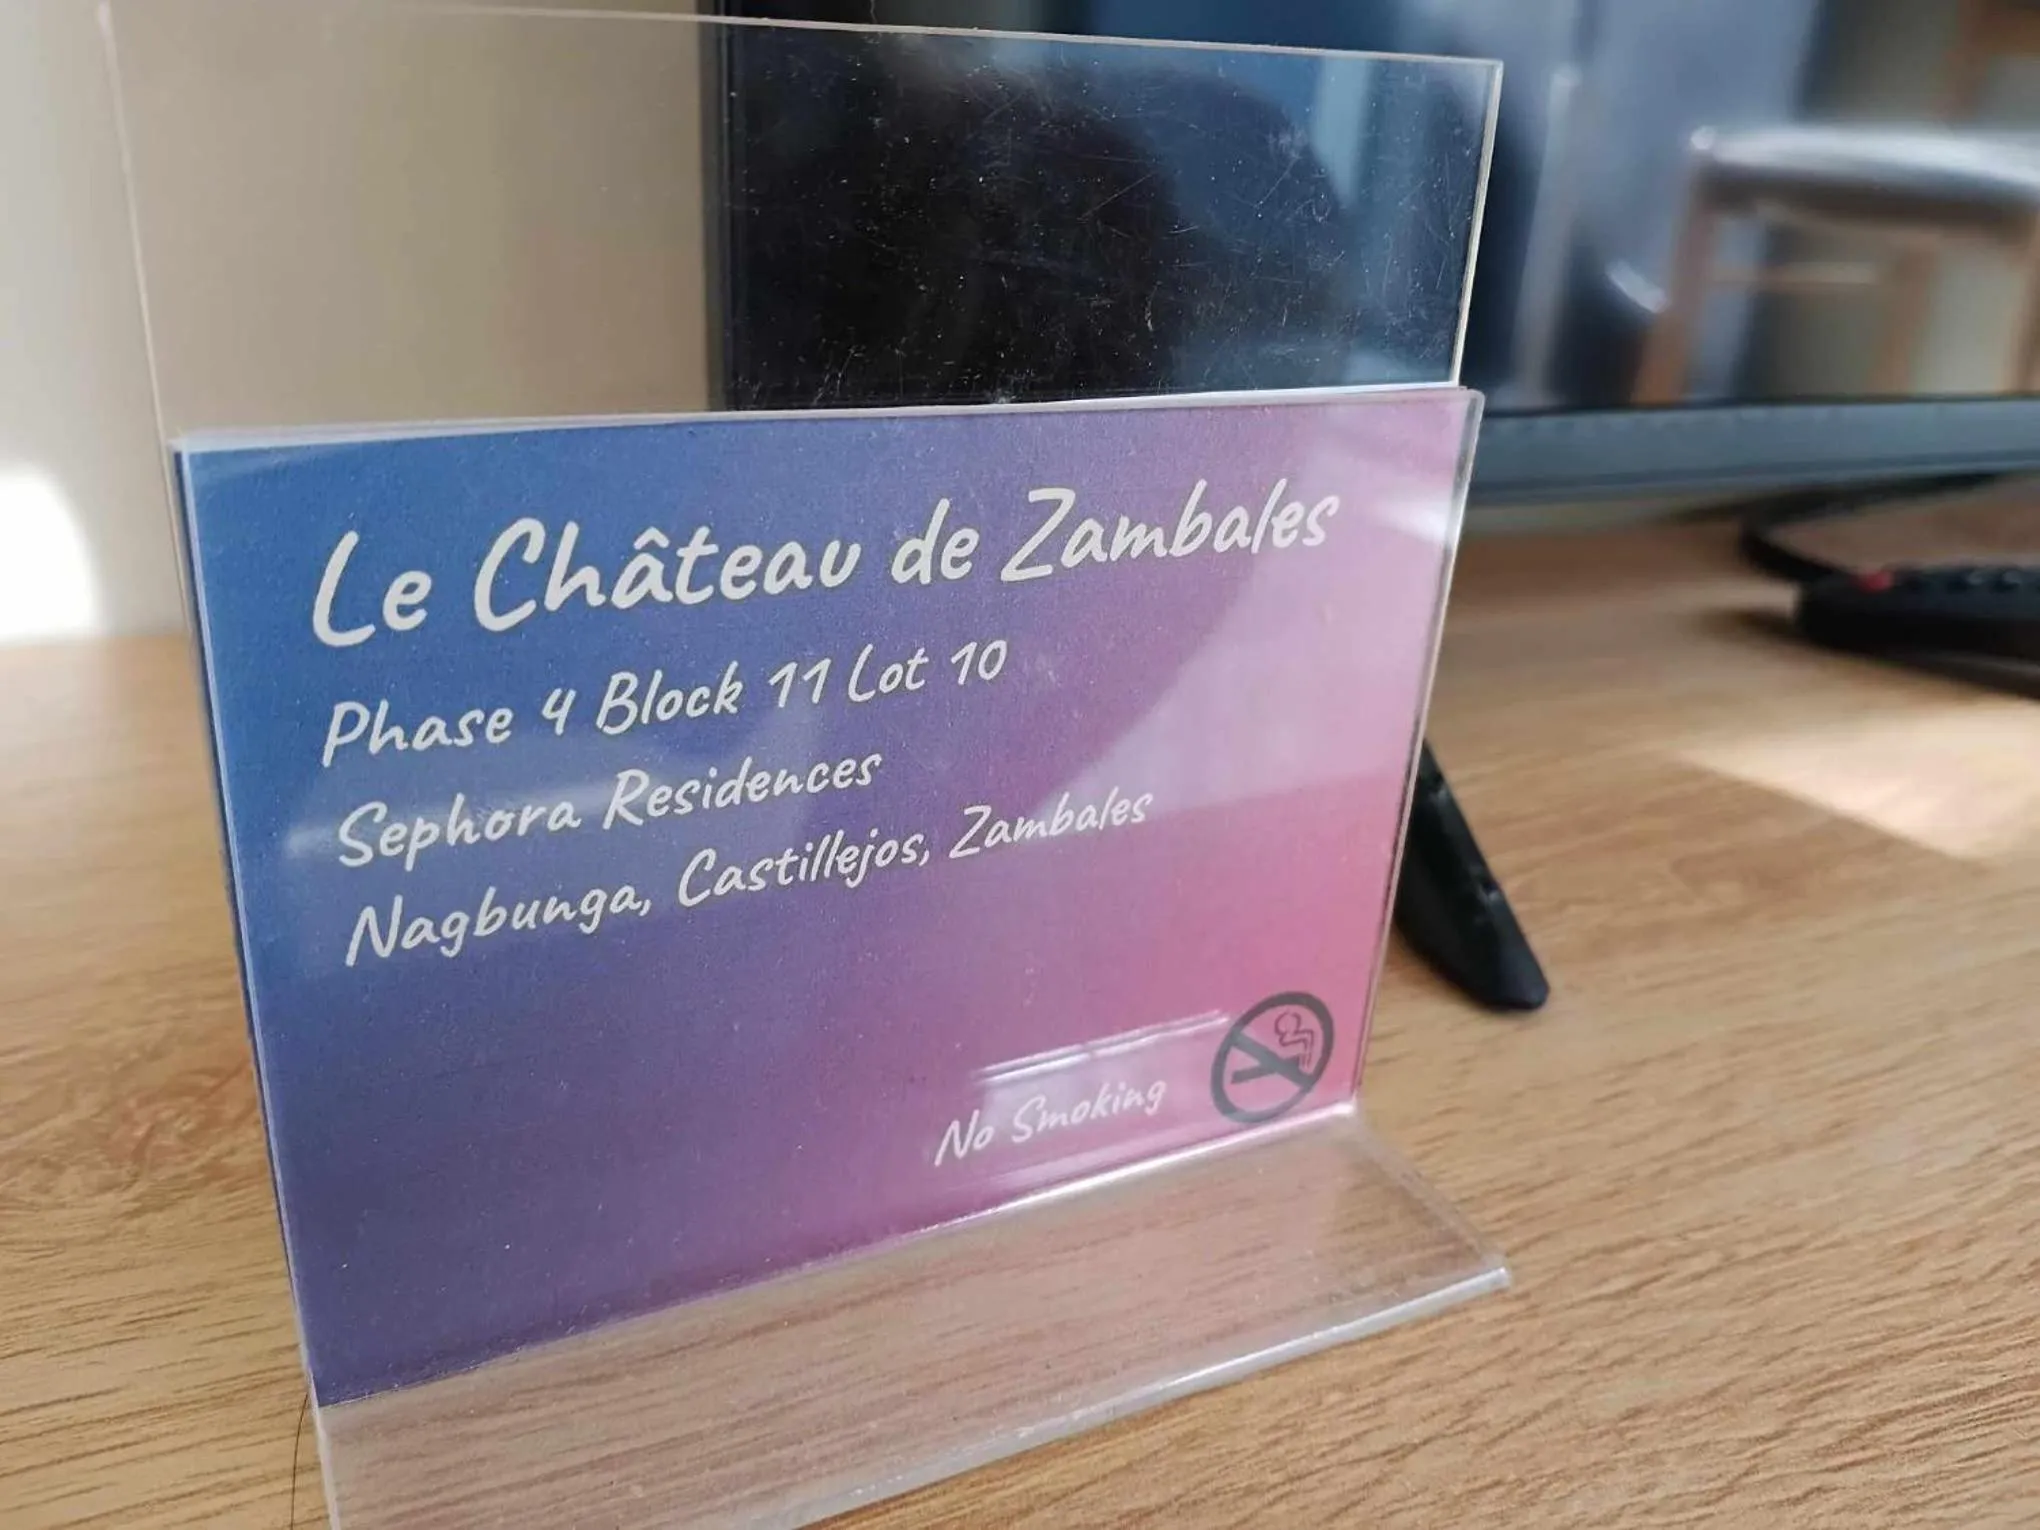 Le Château de Zambales
Phase 4 Block 11 Lot 10
Sephora Residences
Nagbunga, Castillejos, Zambales
No Smoking